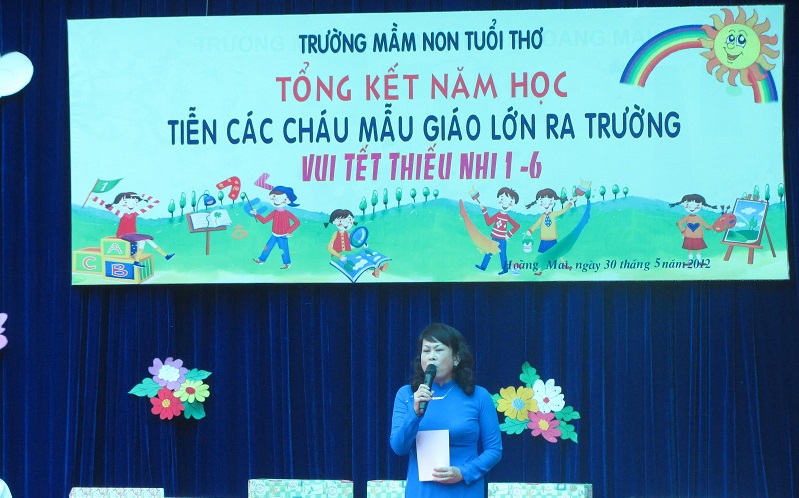 TRƯỜNG MẦM NON TUỔI THƠ
TỔNG KẾT NĂM HỌC
TIỄN CÁC CHÁU MẪU GIÁO LỚN RA TRƯỜNG
VUI TẾT THIẾU NHI 1 -6
1
A
C B
Hoàng Mai, ngày 30 tháng 5 năm 2012